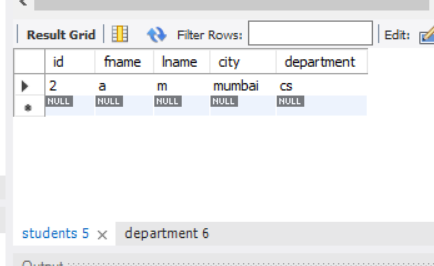 Result Grid Filter Rows: Edit:
id fname lname city department
2 a m mumbai cs
NULL NULL NULL NULL NULL
students 5 × department 6
Output